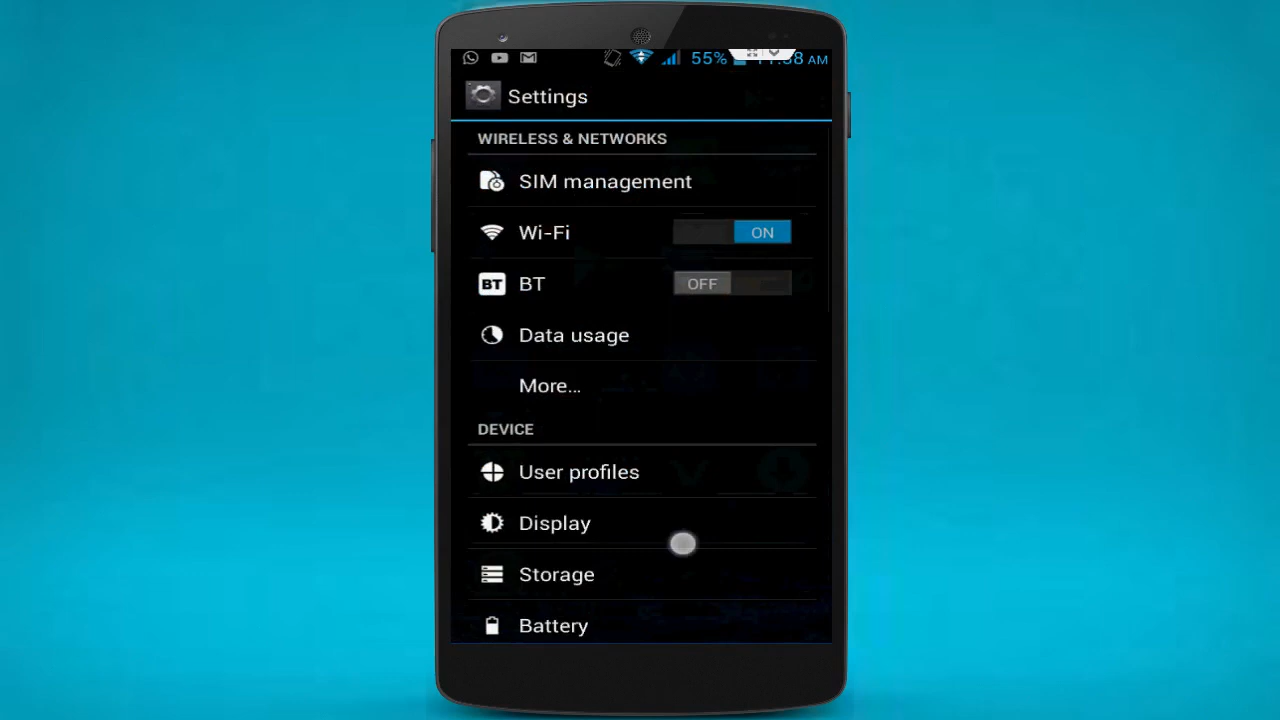 55% AM
Settings
WIRELESS & NETWORKS
SIM management
Wi-Fi
ON
BT BT
OFF
Data usage
More...
DEVICE
User profiles
Display
Storage
Battery